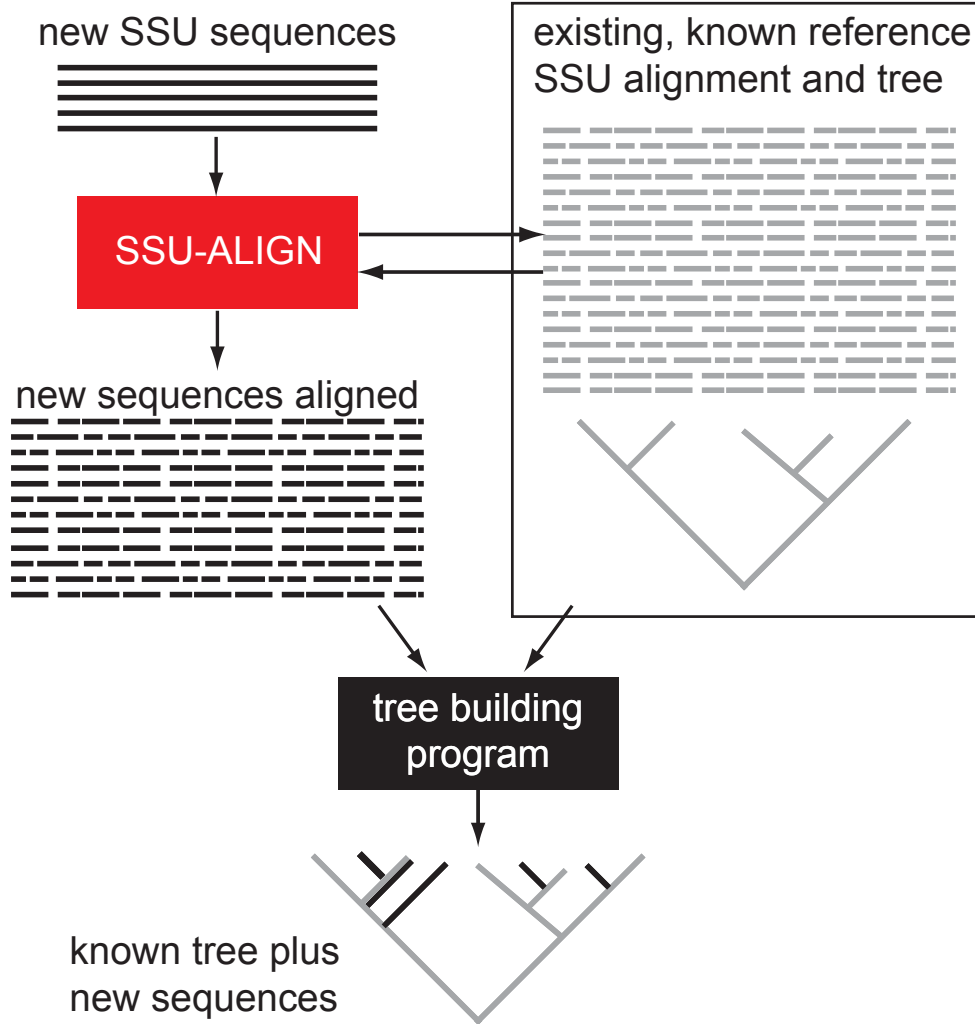 new SSU sequences
existing, known reference
SSU alignment and tree
SSU-ALIGN
new sequences aligned
tree building
program
known tree plus
new sequences